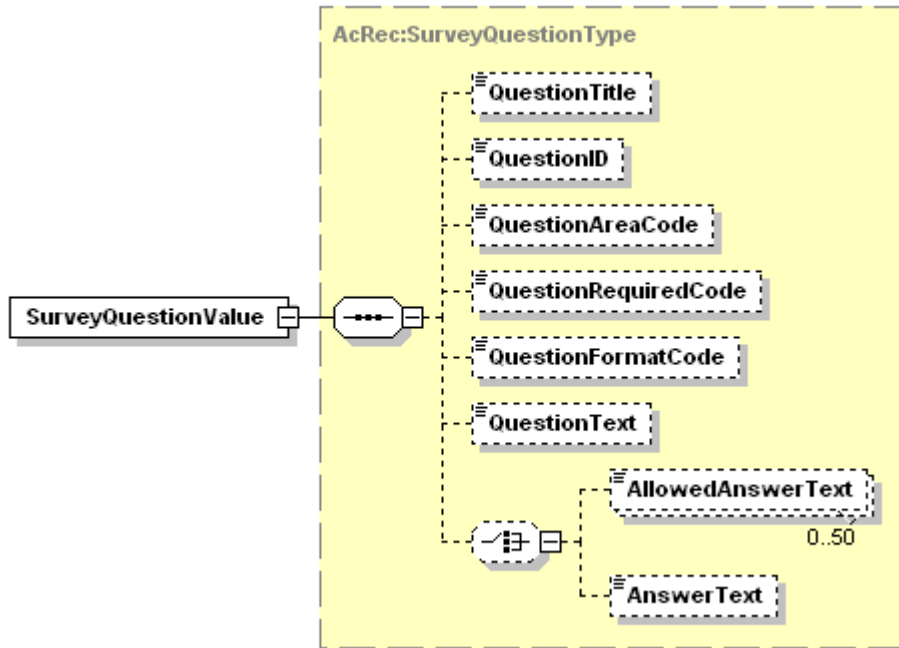 AcRec:SurveyQuestionType
QuestionTitle
QuestionID
QuestionAreaCode
QuestionRequiredCode
SurveyQuestionValue
QuestionFormatCode
QuestionText
AllowedAnswerText
0..50
AnswerText